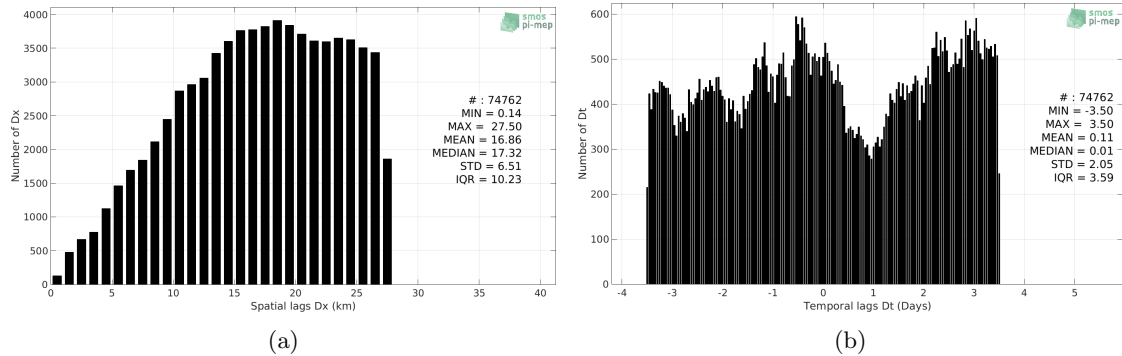 smos
pi-mep
4000
3500
3000
2500
2000
1500
1000
500
0
Number of Dx
# : 74762
MIN = 0.14
MAX = 27.50
MEAN = 16.86
MEDIAN = 17.32
STD = 6.51
IQR = 10.23
0 5 10 15 20 25 30 35 40
Spatial lags Dx (km)
(a)
smos
pi-mep
600
500
400
300
200
100
0
Number of Dt
# : 74762
MIN = -3.50
MAX = 3.50
MEAN = 0.11
MEDIAN = 0.01
STD = 2.05
IQR = 3.59
-4 -3 -2 -1 0 1 2 3 4 5
Temporal lags Dt (Days)
(b)